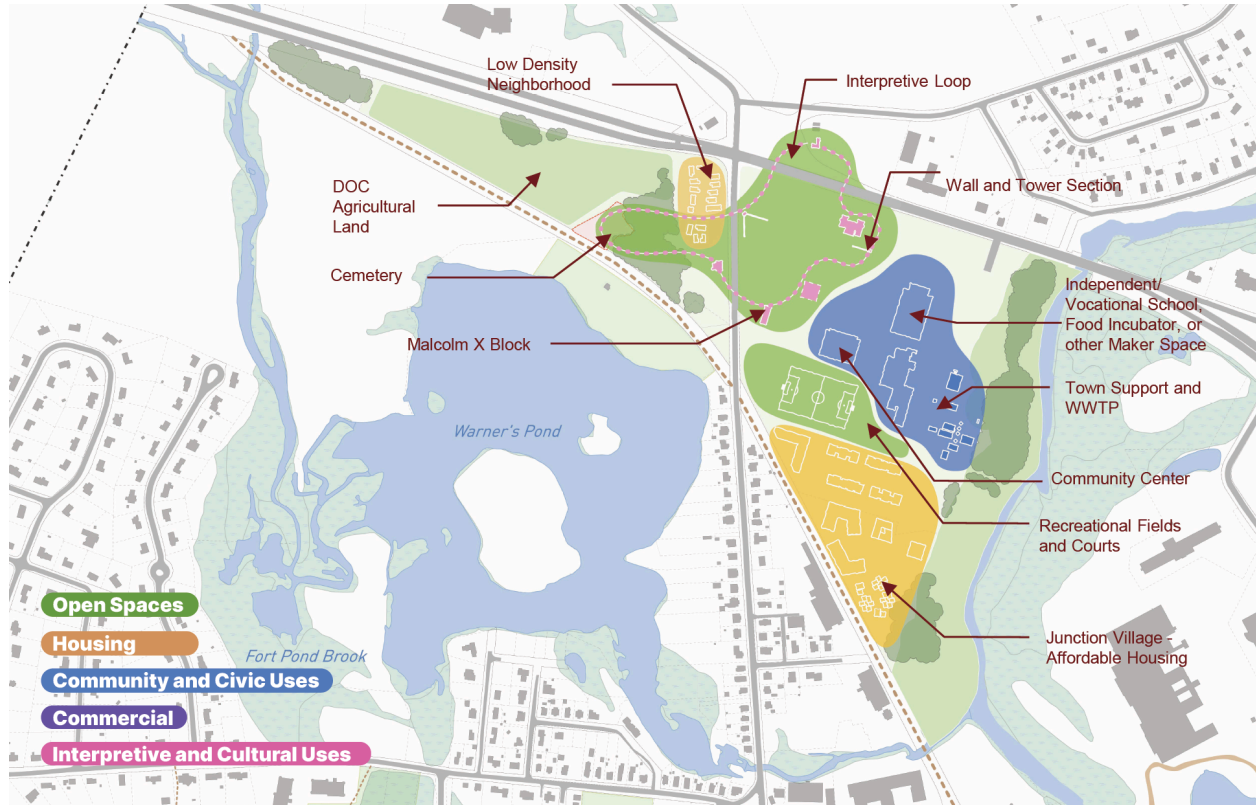 Low Density
Neighborhood
Interpretive Loop
DOC
Agricultural
Land
Wall and Tower Section
Cemetery
Independent/
Vocational School,
Food Incubator, or
other Maker Space
Malcolm X Block
Town Support and
WWTP
Warner's Pond
Community Center
Recreational Fields
and Courts
Open Spaces
Housing
Fort Pond Brook
Junction Village -
Affordable Housing
Community and Civic Uses
Commercial
Interpretive and Cultural Uses